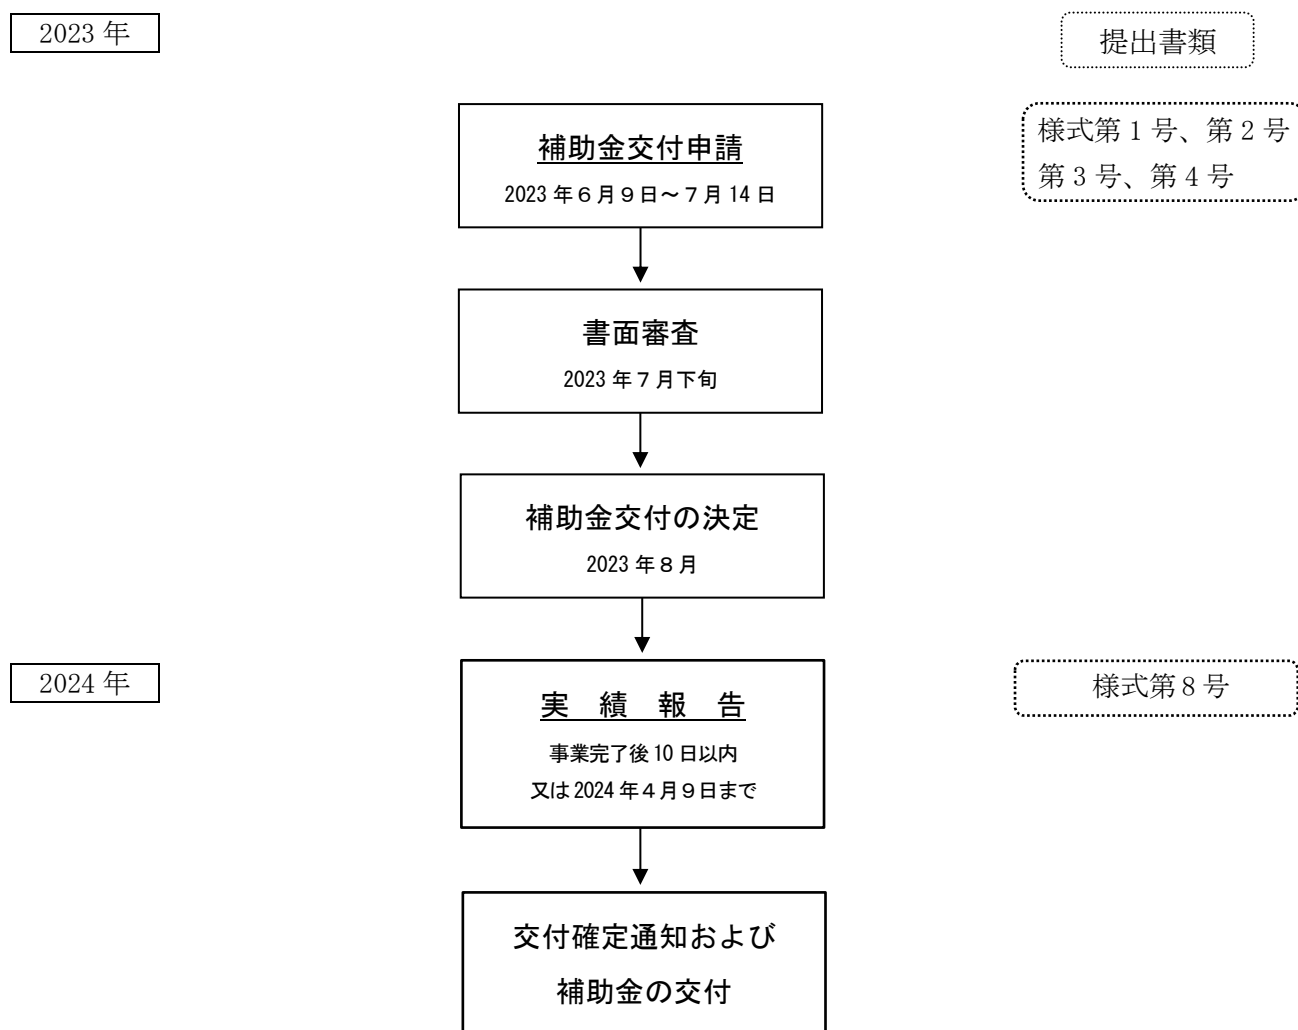 2023 年
提出書類
補助金交付申請
2023 年６月９日～７月 14 日
様式第 1 号、第 2 号
第 3 号、第 4 号
書面審査
2023 年７月下旬
補助金交付の決定
2023 年８月
2024 年
実　績　報　告
事業完了後 10 日以内
又は 2024 年４月９日まで
様式第 8 号
交付確定通知および
補助金の交付